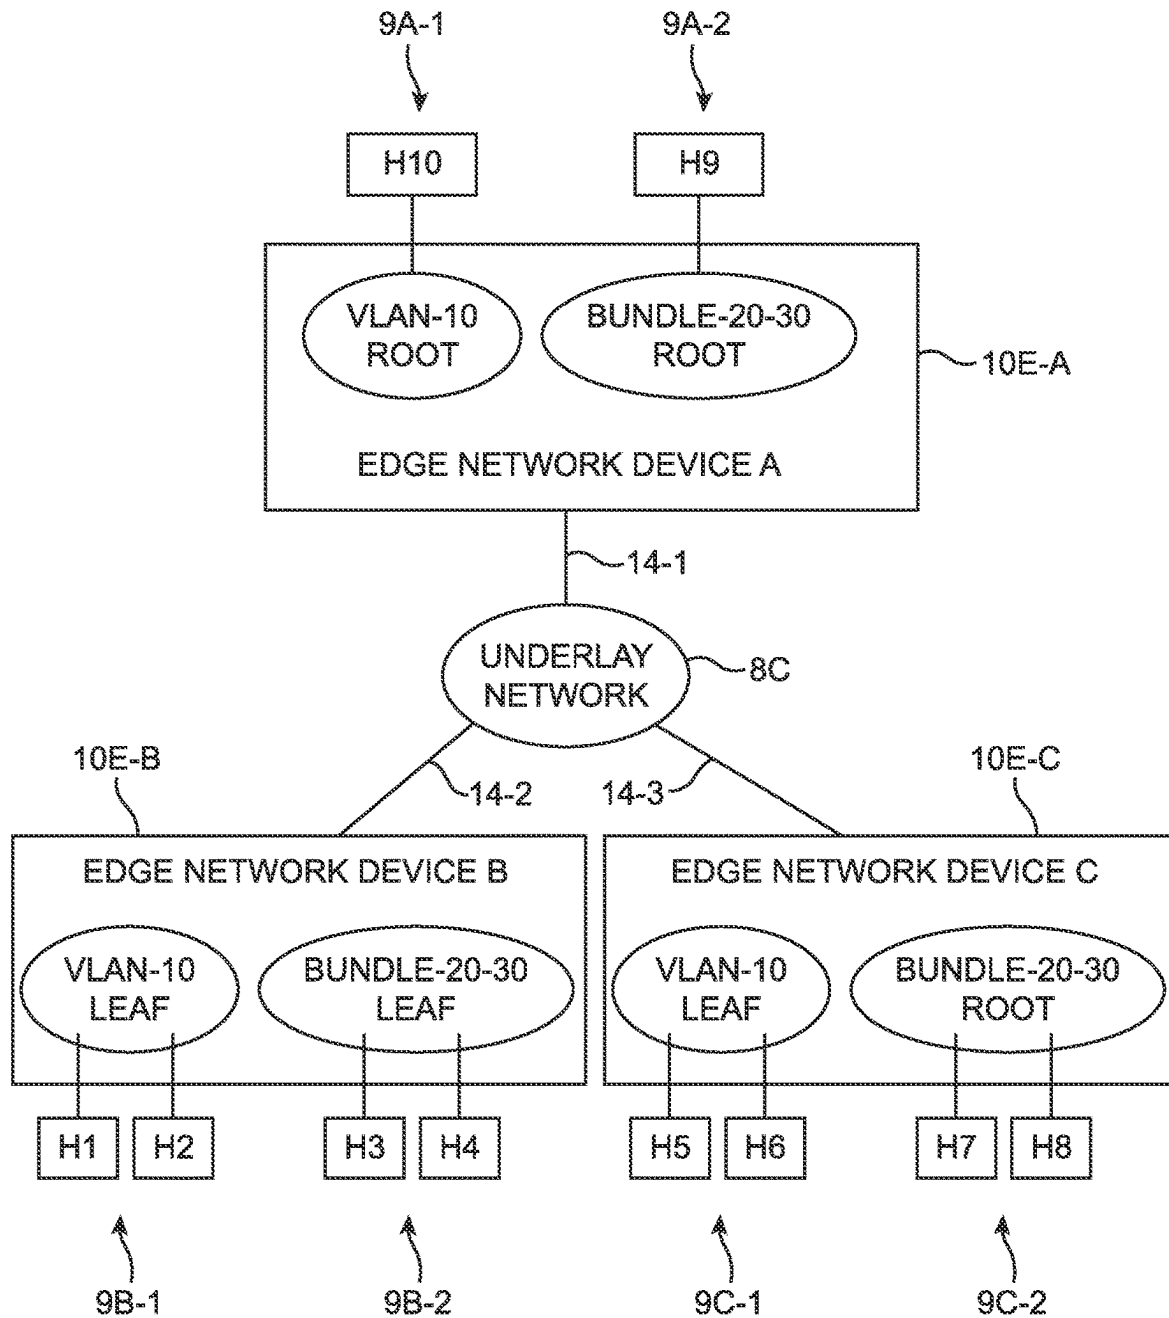 9A-1
9A-2
H10
H9
VLAN-10
ROOT
BUNDLE-20-30
ROOT
10E-A
EDGE NETWORK DEVICE A
14-1
UNDERLAY
NETWORK
8C
10E-B
14-2
14-3
10E-C
EDGE NETWORK DEVICE B
VLAN-10
LEAF
BUNDLE-20-30
LEAF
EDGE NETWORK DEVICE C
VLAN-10
LEAF
BUNDLE-20-30
ROOT
H1
H2
H3
H4
H5
H6
H7
H8
9B-1
9B-2
9C-1
9C-2